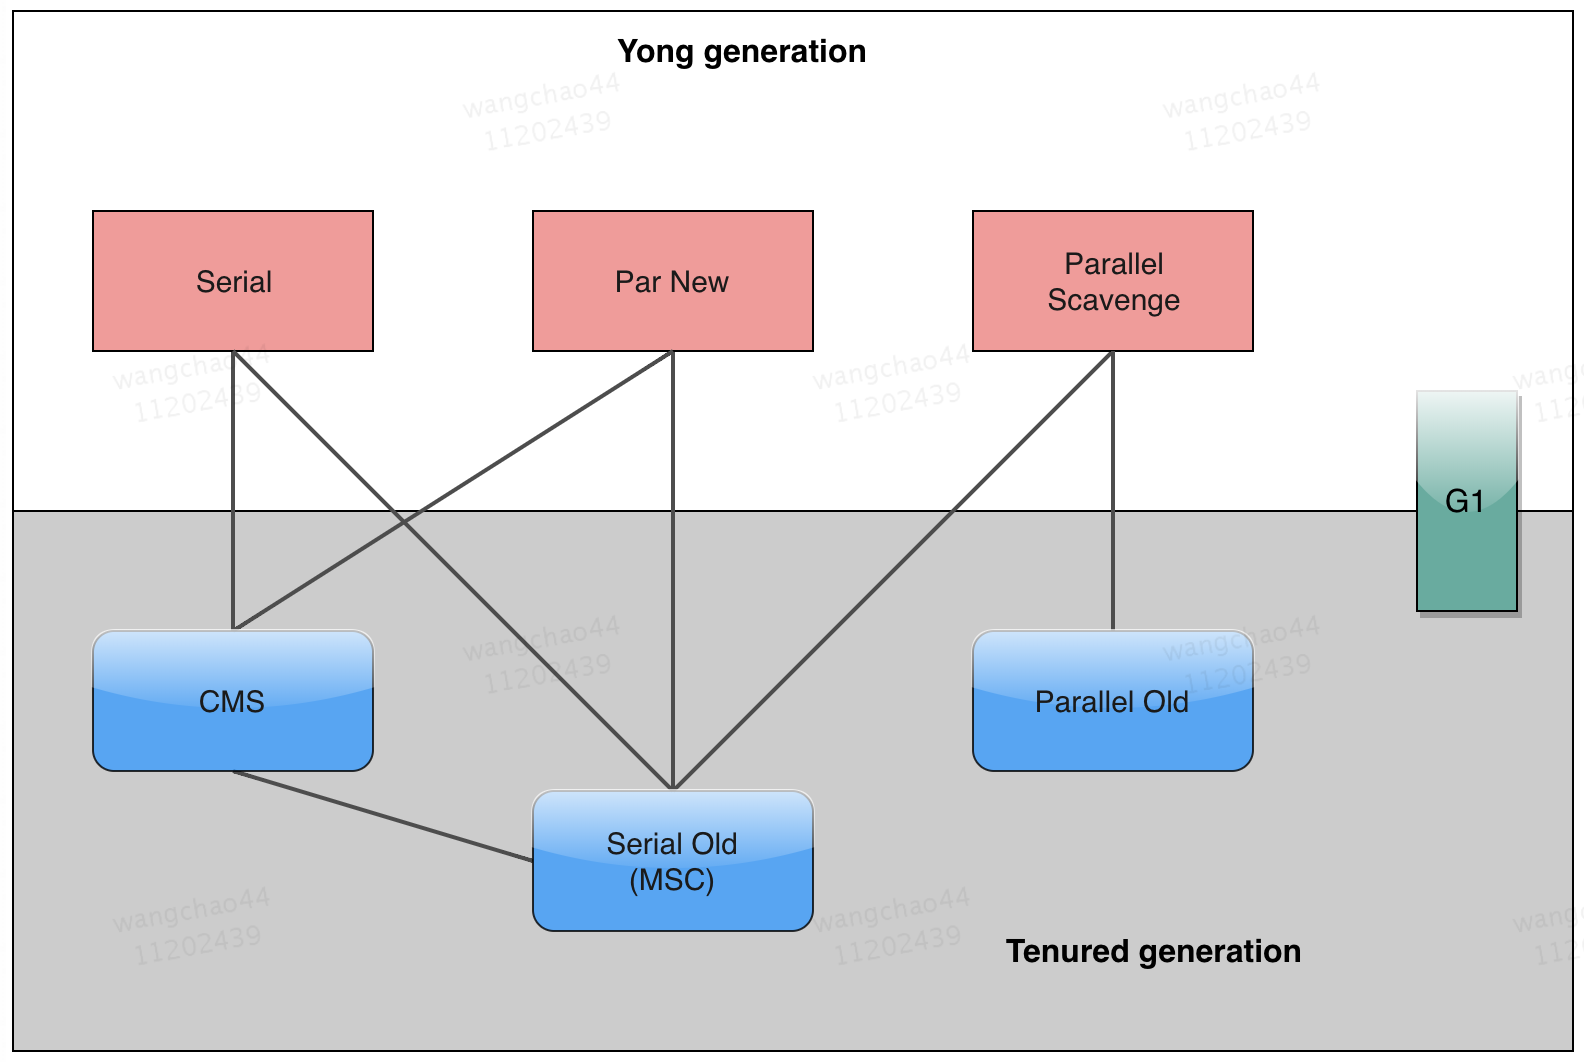 Yong generation
wangchao44
11202439
wangchao44
11202439
Serial
Par New
Parallel
Scavenge
wangchao44
11202439
wangchao44
11202439
G1
wangchao44
11202439
wangchao44
11202439
CMS
Parallel Old
Serial Old
(MSC)
wangchao44
11202439
wangchao44
11202439
Tenured generation